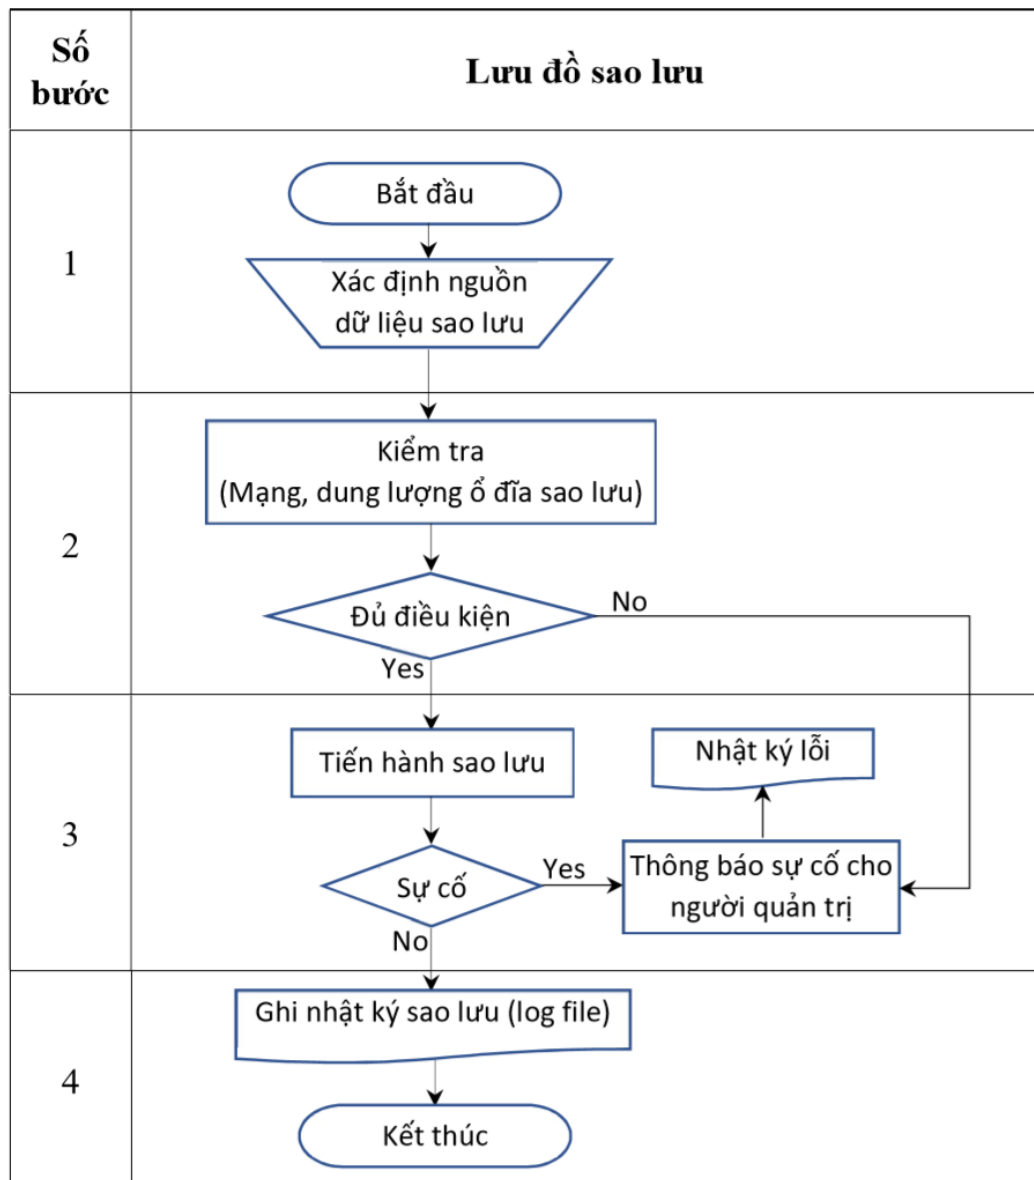 Số
bước
Lưu đồ sao lưu
1
Bắt đầu
Xác định nguồn
dữ liệu sao lưu
2
Kiểm tra
(Mạng, dung lượng ổ đĩa sao lưu)
Đủ điều kiện
No
Yes
3
Tiến hành sao lưu
Nhật ký lỗi
Sự cố
Yes
Thông báo sự cố cho
người quản trị
No
4
Ghi nhật ký sao lưu (log file)
Kết thúc